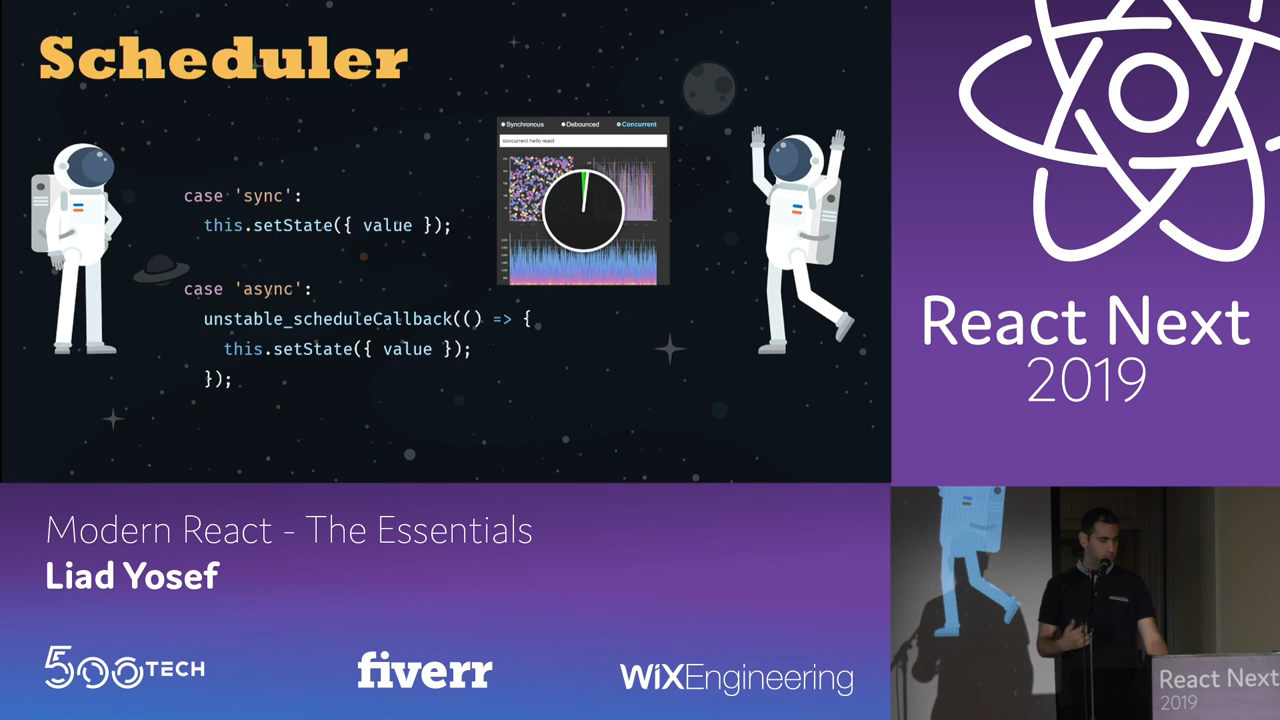 Scheduler
case 'sync':
this.setState({ value });
case 'async':
unstable_scheduleCallback(() => {
this.setState({ value });
});
Synchronous Debounced Concurrent
concurrent hello react
React Next
2019
Modern React - The Essentials
Liad Yosef
500TECH
fiverr
WiXEngineering
React Next
2019